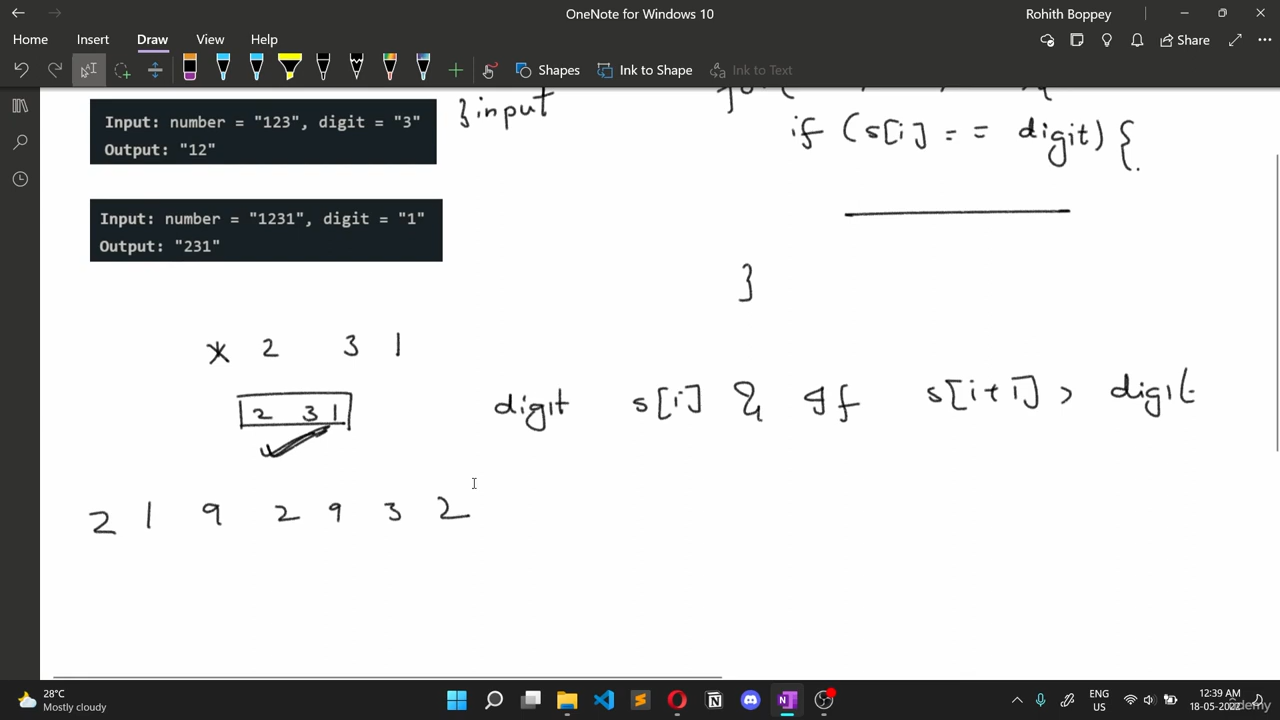 OneNote for Windows 10
Rohith Boppey
Home Insert Draw View Help
Share
Shapes Ink to Shape Ink to Text
Input: number = "123", digit = "3"
Output: "12"
} input
if (s[i] == digit) {
Input: number = "1231", digit = "1"
Output: "231"
}
2 3 1
2 3 1
digit s[i] & If s[i+1] > digit
2 1 9 2 9 3 2
28°C
Mostly cloudy
ENG
US
12:39 AM
18-05-2022
udemy